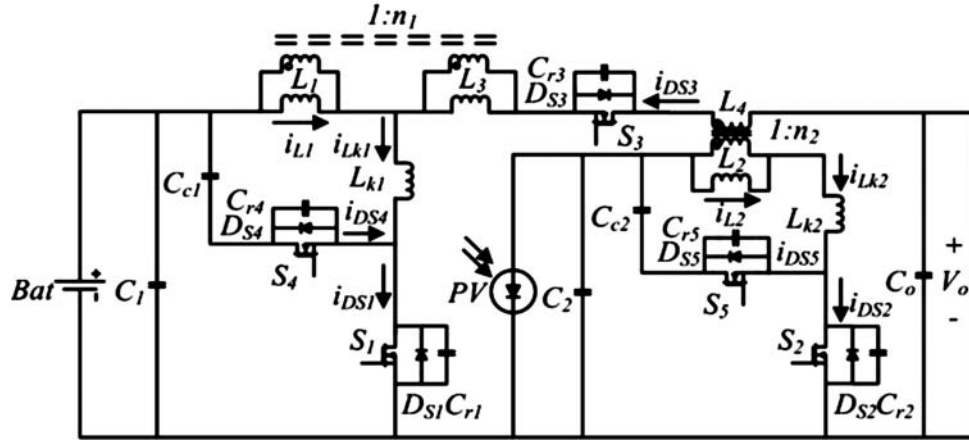 1:n1
L1
L3
Cr3
DS3
iDS3
S3
L4
1:n2
iL1
iLk1
Lk1
Cc1
Cr4
DS4
iDS4
S4
L2
iL2
iLk2
Lk2
Cc2
Cr5
DS5
iDS5
S5
Bat
+
-
C1
iDS1
S1
DS1Cr1
PV
C2
iDS2
S2
DS2Cr2
Co
+
Vo
-